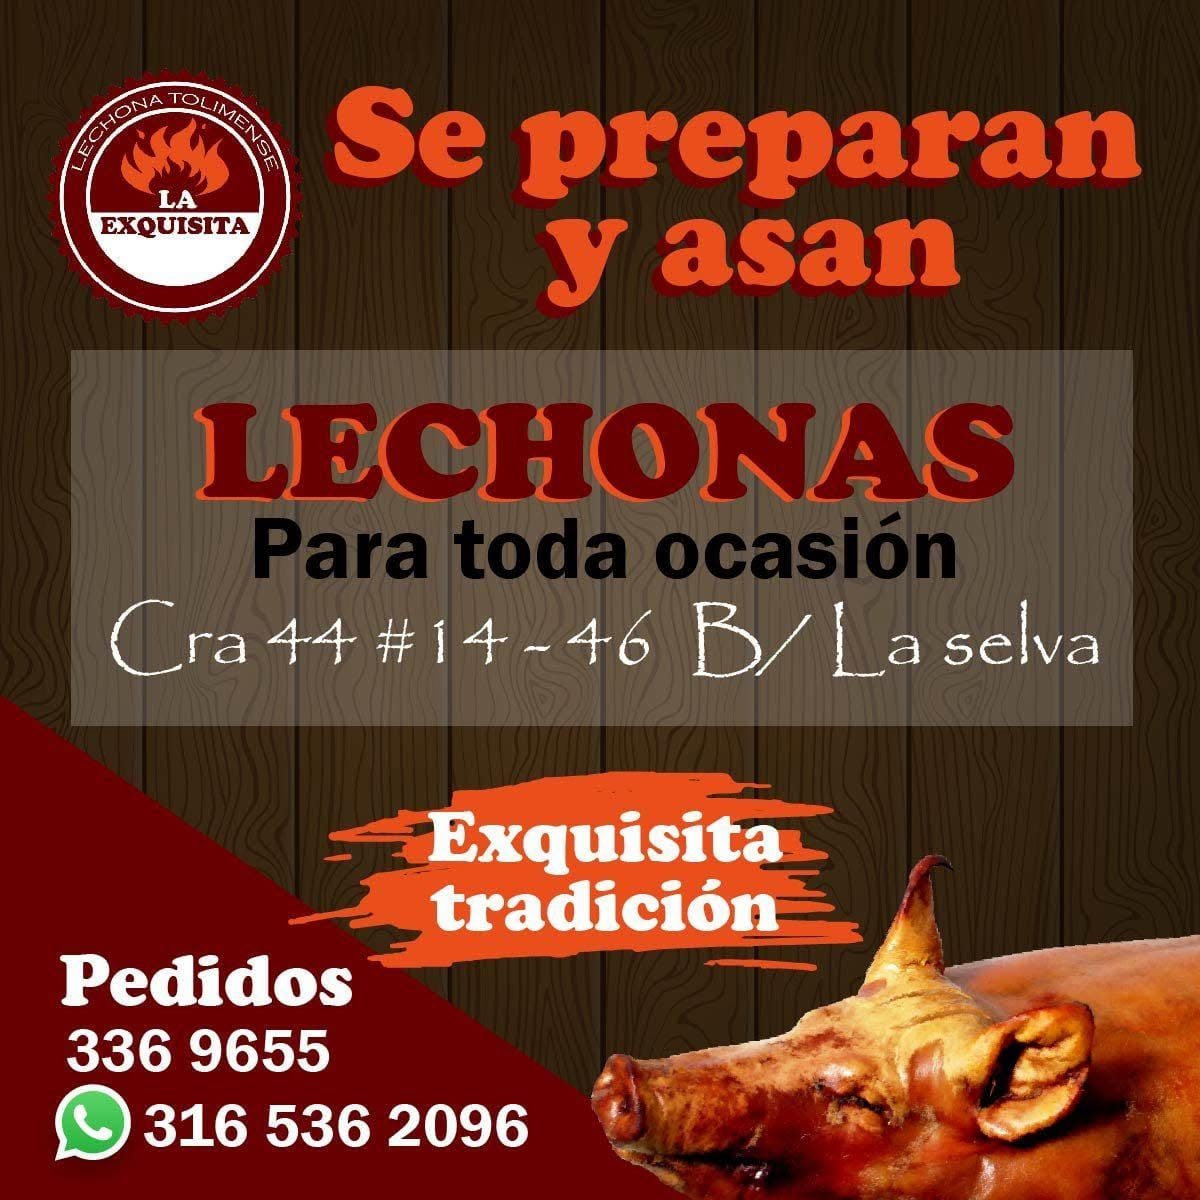 LECHONA TOLIMENSE
LA
EXQUISITA
Se preparan
y asan
LECHONAS
Para toda ocasión
Cra 44 # 14 - 46 B/ La selva
Exquisita
tradición
Pedidos
336 9655
316 536 2096